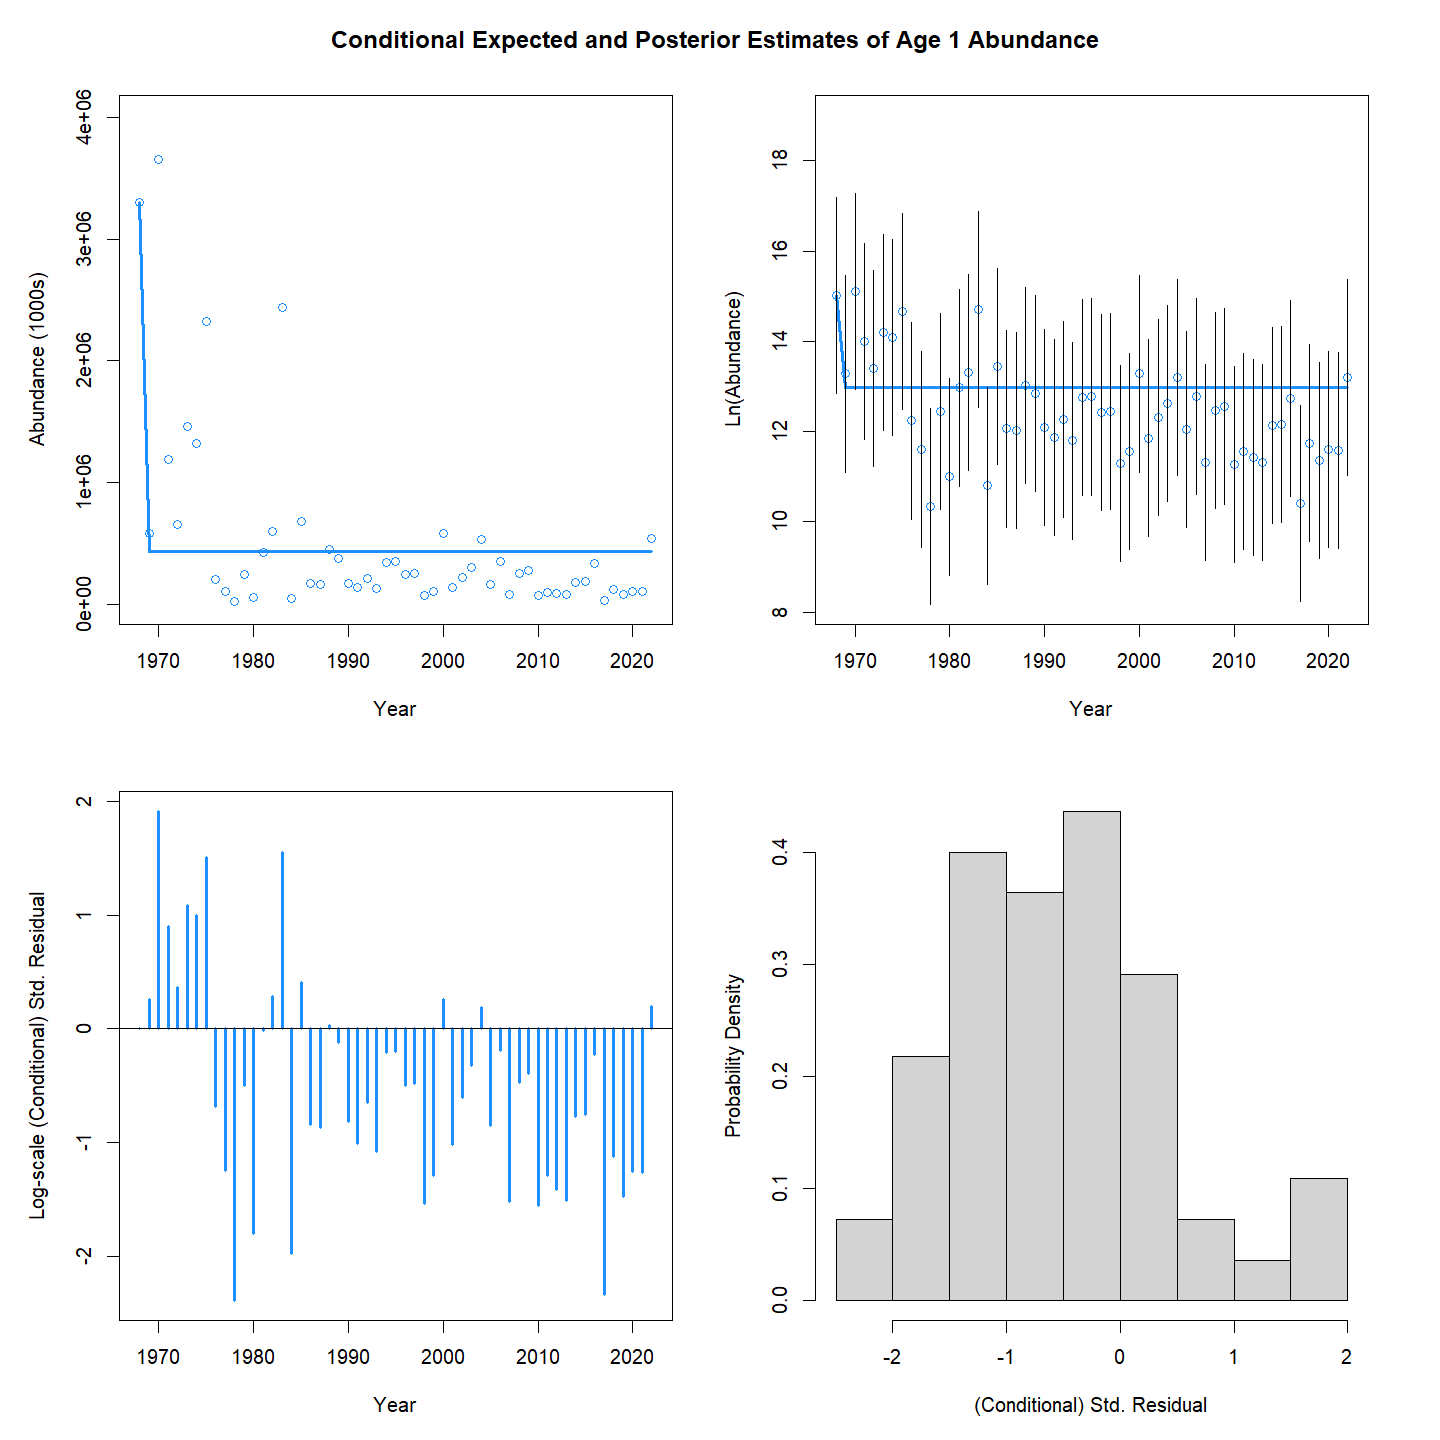 Conditional Expected and Posterior Estimates of Age 1 Abundance
Abundance (1000s)
4e+06
3e+06
2e+06
1e+06
0e+00
1970 1980 1990 2000 2010 2020
Year
Ln(Abundance)
18
16
14
12
10
8
1970 1980 1990 2000 2010 2020
Year
Log-scale (Conditional) Std. Residual
2
1
0
-1
-2
1970 1980 1990 2000 2010 2020
Year
Probability Density
0.4
0.3
0.2
0.1
0.0
-2 -1 0 1 2
(Conditional) Std. Residual